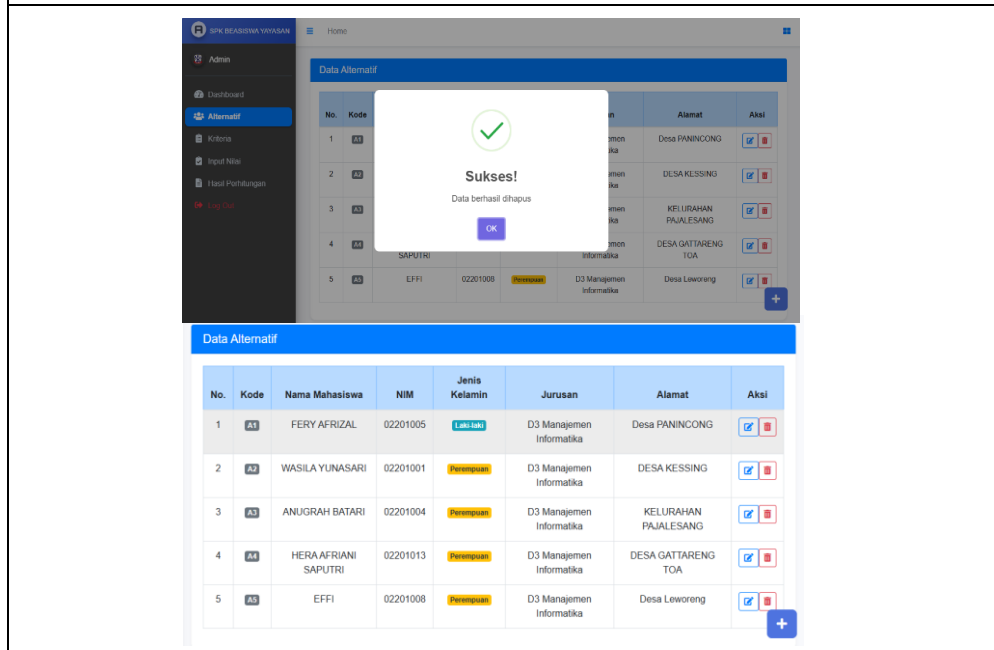 SPK BEASISWA YAYASAN
Home
Admin
Dashboard
Alternatif
Kriteria
Input Nilai
Hasil Perhitungan
Log Out
Data Alternatif
No. Kode Alamat Aksi
1 A1 Desa PANINCONG
2 A2 DESA KESSING
3 A3 KELURAHAN
PAJALESANG
4 A4 DESA GATTARENG
SAPUTRI Informatika TOA
5 A5 EFFI 02201008 Perempuan D3 Manajemen Desa Leworeng
Informatika
Sukses!
Data berhasil dihapus
OK
+
Data Alternatif
Jenis
No. Kode Nama Mahasiswa NIM Kelamin Jurusan Alamat Aksi
1 A1 FERY AFRIZAL 02201005 Laki-laki D3 Manajemen Desa PANINCONG
Informatika
2 A2 WASILA YUNASARI 02201001 Perempuan D3 Manajemen DESA KESSING
Informatika
3 A3 ANUGRAH BATARI 02201004 Perempuan D3 Manajemen KELURAHAN
Informatika PAJALESANG
4 A4 HERA AFRIANI 02201013 Perempuan D3 Manajemen DESA GATTARENG
SAPUTRI Informatika TOA
5 A5 EFFI 02201008 Perempuan D3 Manajemen Desa Leworeng
Informatika
+